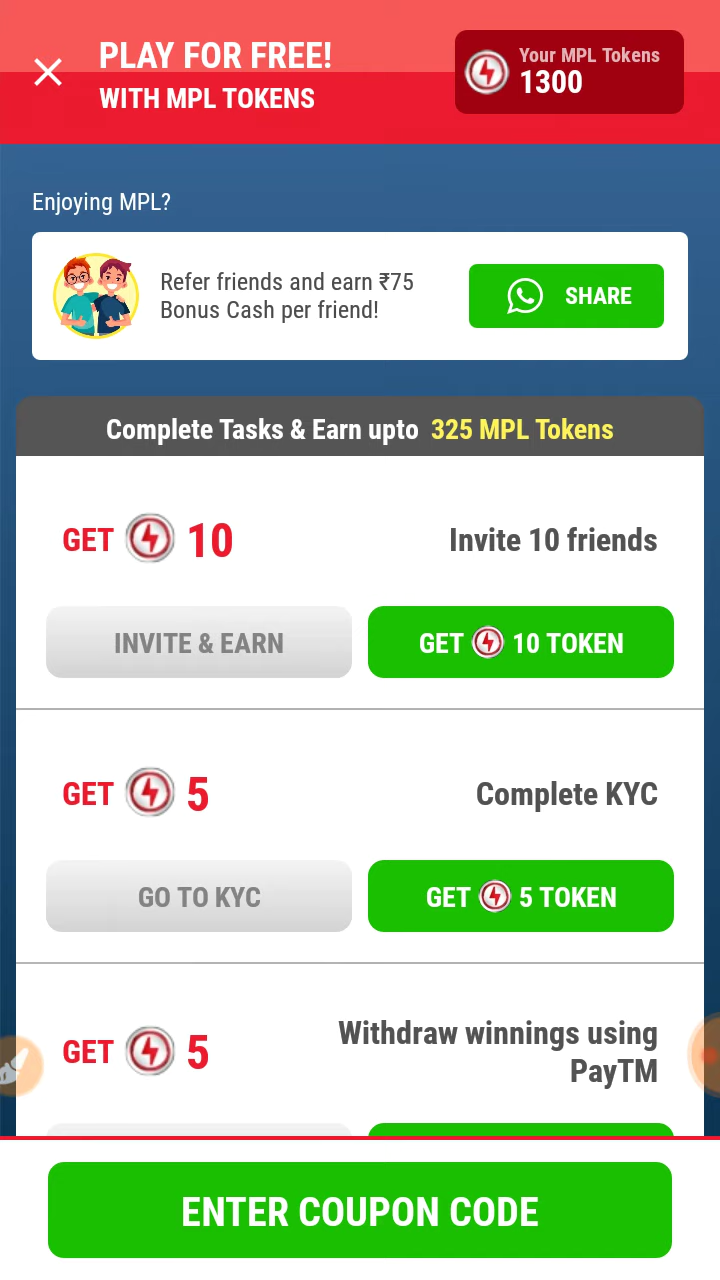 PLAY FOR FREE!
WITH MPL TOKENS
Your MPL Tokens
1300
Enjoying MPL?
Refer friends and earn ₹75
Bonus Cash per friend!
SHARE
Complete Tasks & Earn upto 325 MPL Tokens
GET 10
Invite 10 friends
INVITE & EARN
GET 10 TOKEN
GET 5
Complete KYC
GO TO KYC
GET 5 TOKEN
GET 5
Withdraw winnings using
PayTM
ENTER COUPON CODE